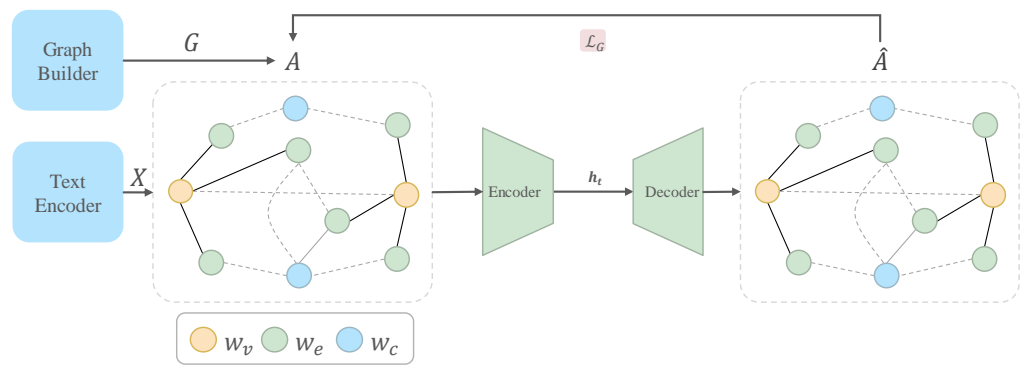 Graph
Builder
G
A
ℒ_G
Â
Text
Encoder
X
Encoder
h_t
Decoder
w_v
w_e
w_c